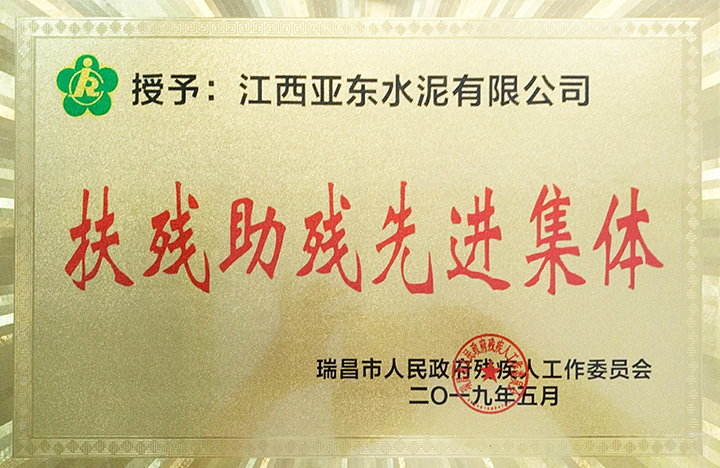 授予：江西亚东水泥有限公司
扶残助残先进集体
瑞昌市人民政府残疾人工作委员会
二〇一九年五月